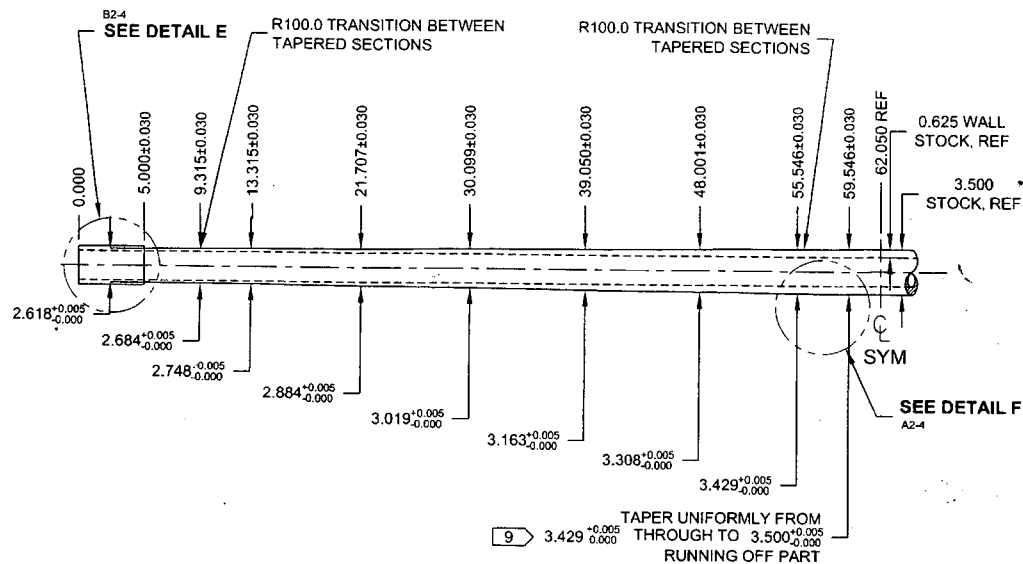 B2-4
SEE DETAIL E
R100.0 TRANSITION BETWEEN
TAPERED SECTIONS
R100.0 TRANSITION BETWEEN
TAPERED SECTIONS
0.000
5.000±0.030
9.315±0.030
13.315±0.030
21.707±0.030
30.099±0.030
39.050±0.030
48.001±0.030
55.546±0.030
59.546±0.030
62.050 REF
0.625 WALL
STOCK, REF
3.500
STOCK, REF
2.618 +0.005 -0.000
2.684 +0.005 -0.000
2.748 -0.005 -0.000
2.884 +0.005 -0.000
3.019 +0.005 -0.000
3.163 +0.005 -0.000
3.308 +0.005 -0.000
3.429 +0.005 -0.000
℄
SYM
SEE DETAIL F
A2-4
TAPER UNIFORMLY FROM
9 3.429 +0.005 0.000 THROUGH TO 3.500 +0.005 -0.000
RUNNING OFF PART